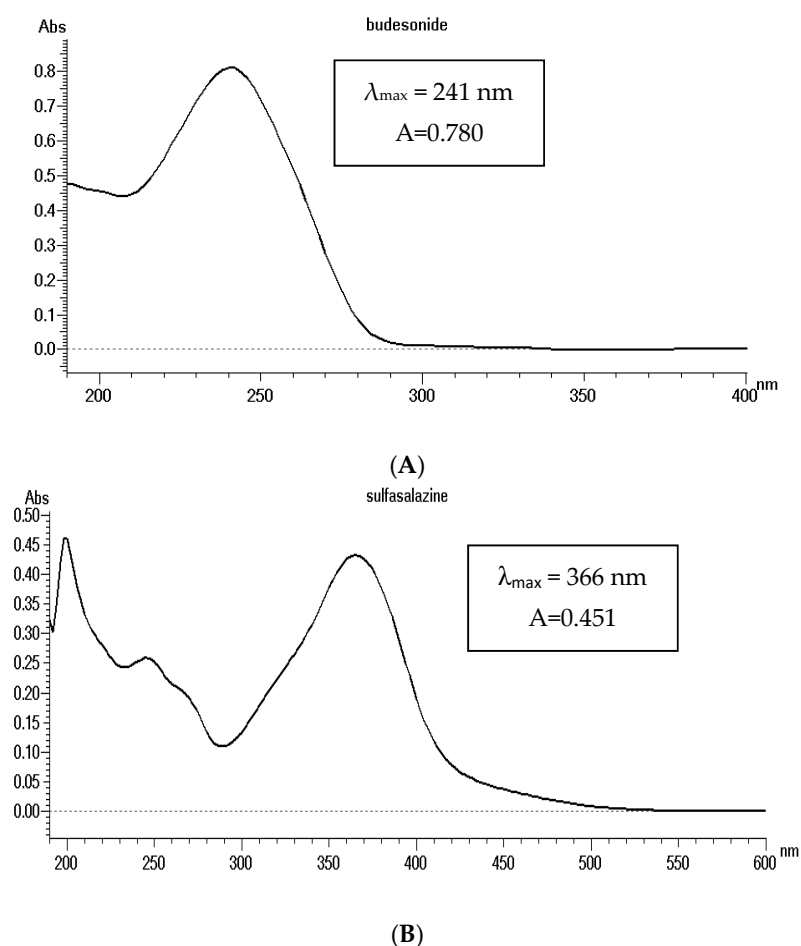 Abs
budesonide
0.8
0.7
0.6
0.5
0.4
0.3
0.2
0.1
0.0
λmax = 241 nm
A=0.780
200
250
300
350
400
nm
(A)
Abs
sulfasalazine
0.50
0.45
0.40
0.35
0.30
0.25
0.20
0.15
0.10
0.05
0.00
λmax = 366 nm
A=0.451
200
250
300
350
400
450
500
550
600
nm
(B)